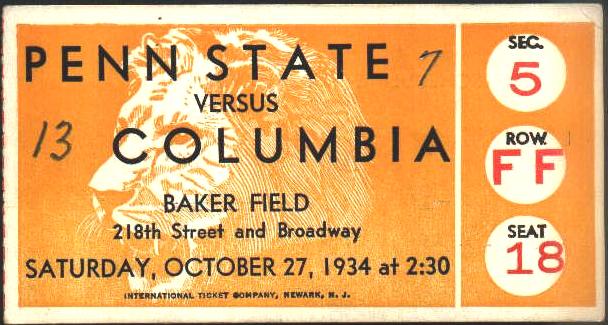 PENN STATE 7
VERSUS
13 COLUMBIA
BAKER FIELD
218th Street and Broadway
SATURDAY, OCTOBER 27, 1934 at 2:30
INTERNATIONAL TICKET COMPANY, NEWARK, N. J.
SEC.
5
ROW.
FF
SEAT
18